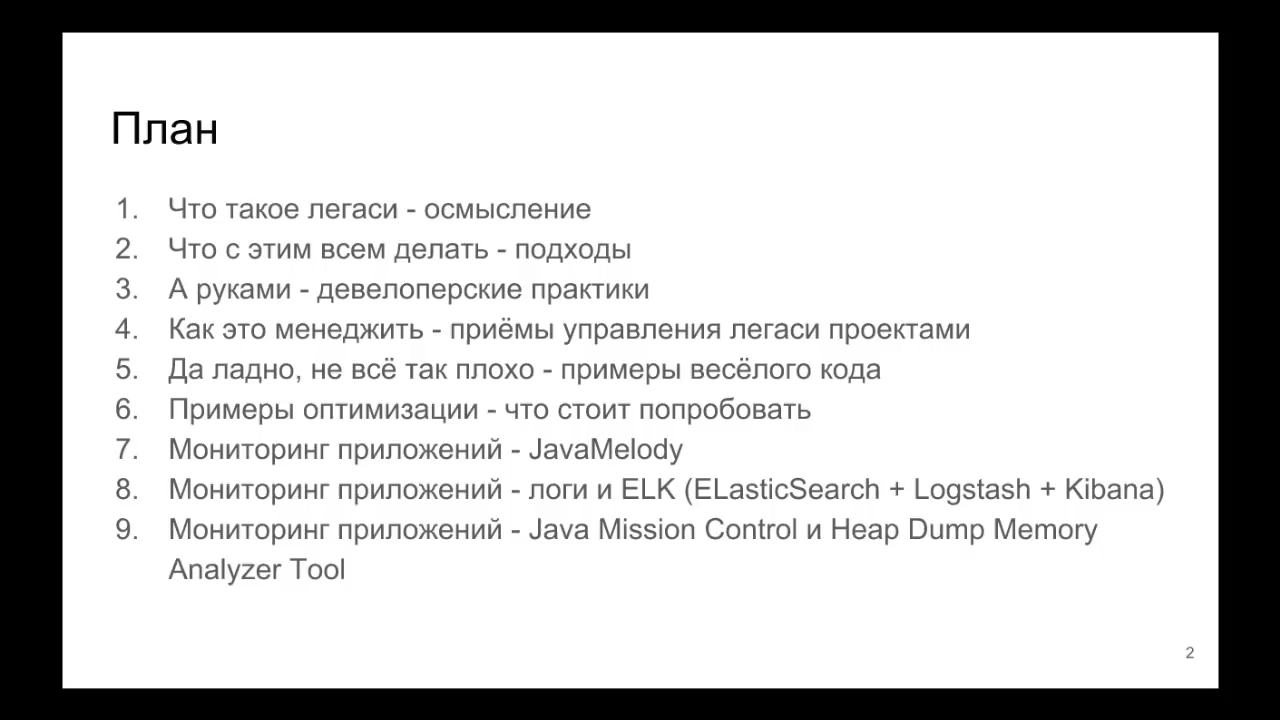 План
1. Что такое легаси - осмысление
2. Что с этим всем делать - подходы
3. А руками - девелоперские практики
4. Как это менеджить - приёмы управления легаси проектами
5. Да ладно, не всё так плохо - примеры весёлого кода
6. Примеры оптимизации - что стоит попробовать
7. Мониторинг приложений - JavaMelody
8. Мониторинг приложений - логи и ELK (ELasticSearch + Logstash + Kibana)
9. Мониторинг приложений - Java Mission Control и Heap Dump Memory
Analyzer Tool
2